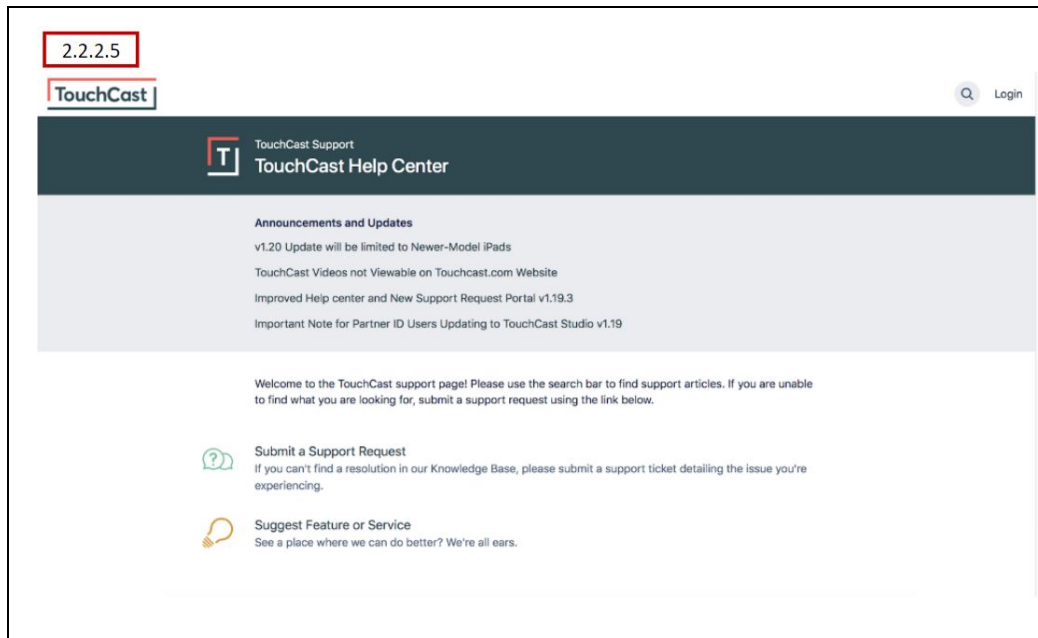 2.2.2.5
TouchCast
Login
T
TouchCast Support
TouchCast Help Center
Announcements and Updates
v1.20 Update will be limited to Newer-Model iPads
TouchCast Videos not Viewable on Touchcast.com Website
Improved Help center and New Support Request Portal v1.19.3
Important Note for Partner ID Users Updating to TouchCast Studio v1.19
Welcome to the TouchCast support page! Please use the search bar to find support articles. If you are unable
to find what you are looking for, submit a support request using the link below.
Submit a Support Request
If you can't find a resolution in our Knowledge Base, please submit a support ticket detailing the issue you're
experiencing.
Suggest Feature or Service
See a place where we can do better? We're all ears.